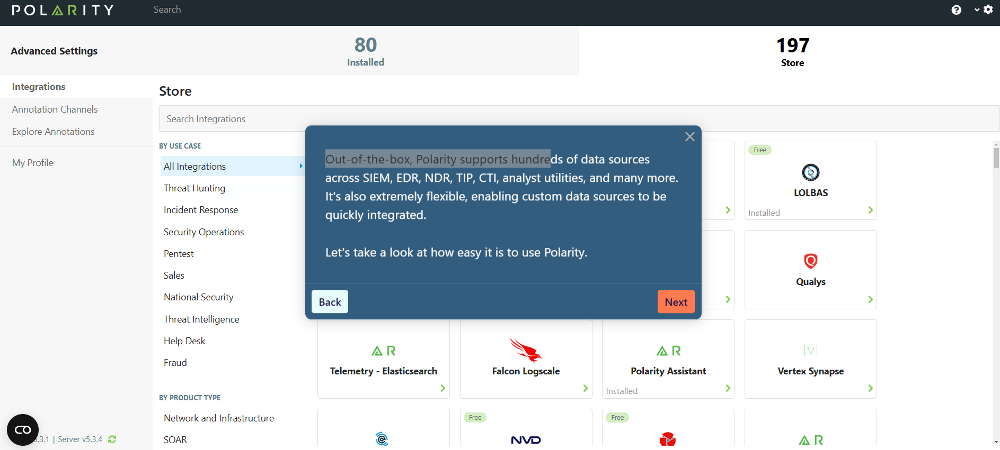 POLARITY
Search
Advanced Settings
80
Installed
197
Store
Integrations
Annotation Channels
Explore Annotations
My Profile
Store
Search Integrations
BY USE CASE
All Integrations
Threat Hunting
Incident Response
Security Operations
Pentest
Sales
National Security
Threat Intelligence
Help Desk
Fraud
BY PRODUCT TYPE
Network and Infrastructure
SOAR
Out-of-the-box, Polarity supports hundreds of data sources
across SIEM, EDR, NDR, TIP, CTI, analyst utilities, and many more.
It's also extremely flexible, enabling custom data sources to be
quickly integrated.
Let's take a look at how easy it is to use Polarity.
Back
Next
Free
LOLBAS
Installed
Qualys
AR
Telemetry - Elasticsearch
Falcon Logscale
AR
Polarity Assistant
Installed
Vertex Synapse
Free
NVD
Free
AR
.3.1 | Server v5.3.4